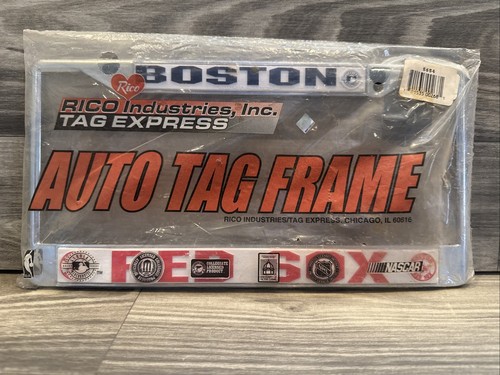 BOSTON
Rico
RICO Industries, Inc.
TAG EXPRESS
AUTO TAG FRAME
RICO INDUSTRIES/TAG EXPRESS, CHICAGO, IL 60616
RED SOX
NASCAR